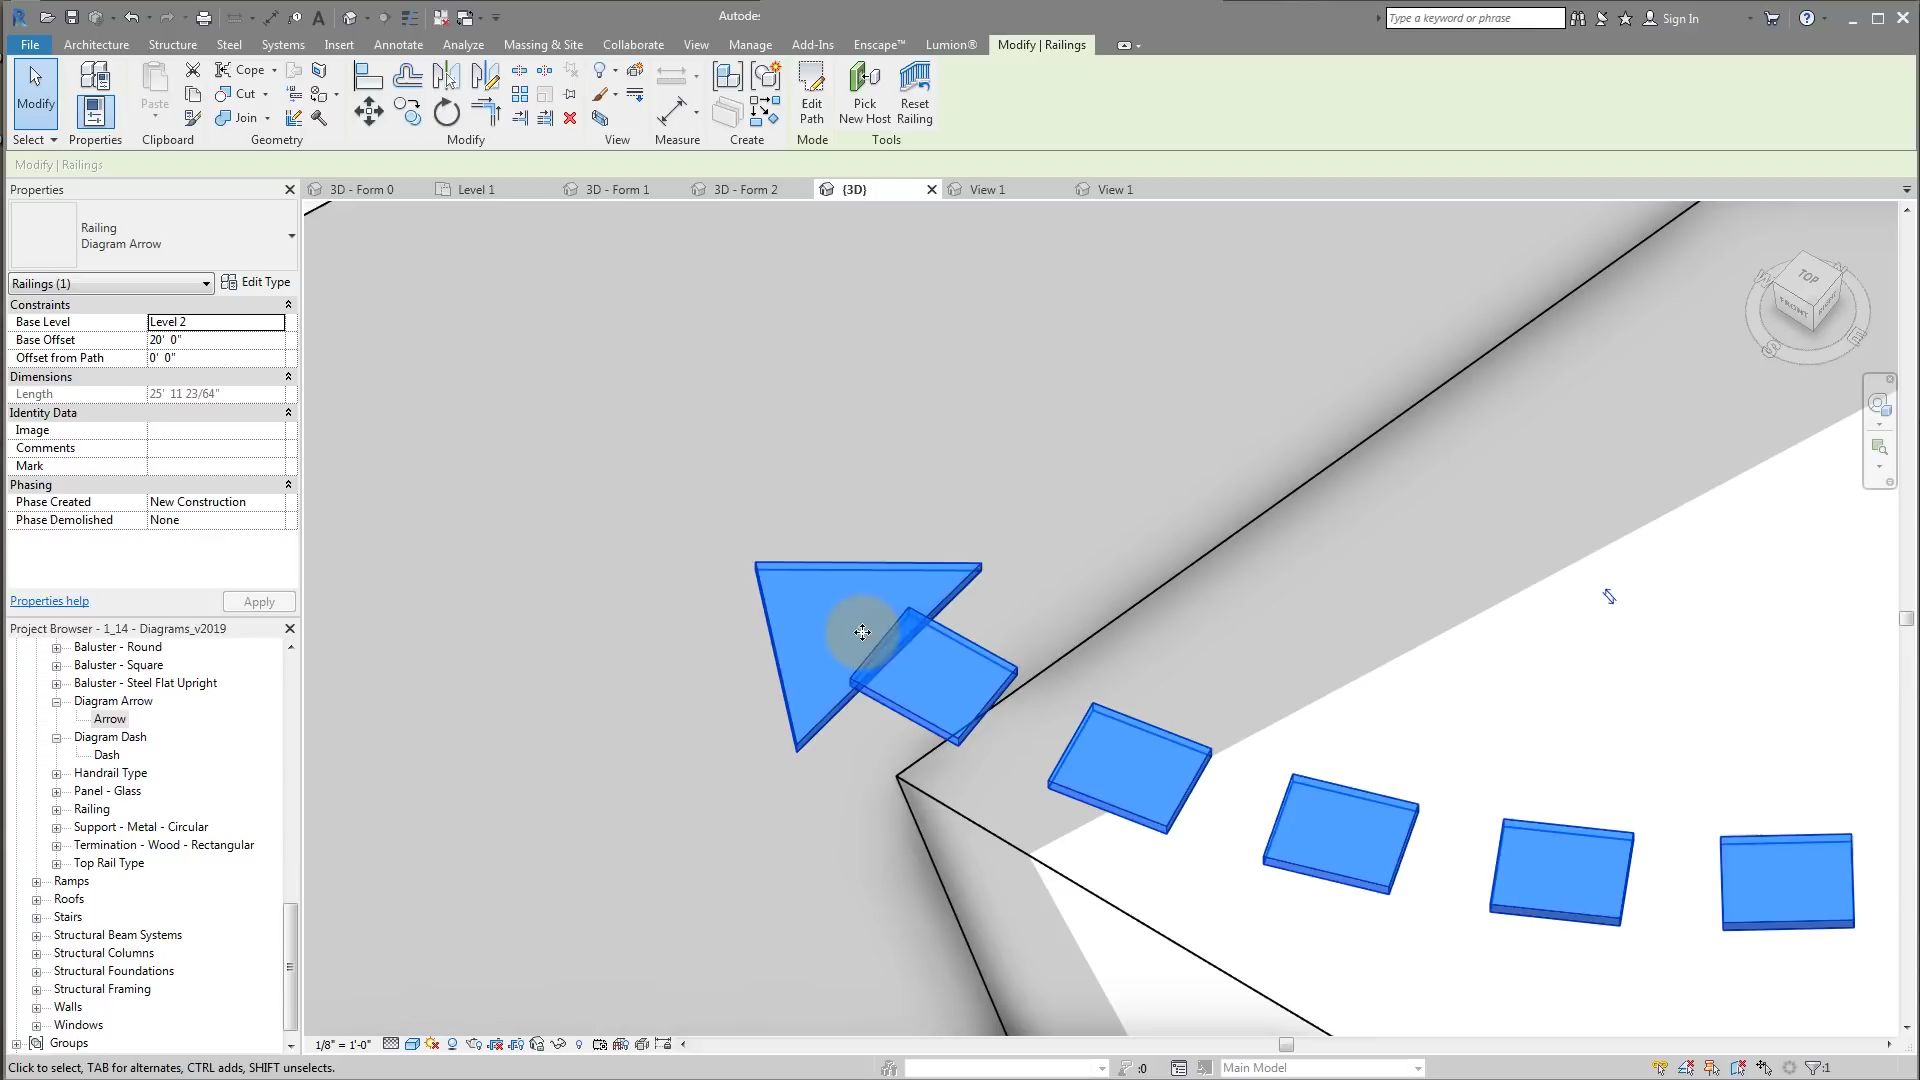 Autodes
Type a keyword or phrase
Sign In
File Architecture Structure Steel Systems Insert Annotate Analyze Massing & Site Collaborate View Manage Add-Ins Enscape™ Lumion® Modify | Railings
Modify
Paste
Cope
Cut
Join
Edit
Path
Pick
New Host
Reset
Railing
Select Properties Clipboard Geometry Modify View Measure Create Mode Tools
Modify | Railings
Properties
3D - Form 0 Level 1 3D - Form 1 3D - Form 2 {3D} View 1 View 1
Railing
Diagram Arrow
Railings (1) Edit Type
Constraints
Base Level Level 2
Base Offset 20' 0"
Offset from Path 0' 0"
Dimensions
Length 25' 11 23/64"
Identity Data
Image
Comments
Mark
Phasing
Phase Created New Construction
Phase Demolished None
Properties help Apply
Project Browser - 1_14 - Diagrams_v2019
Baluster - Round
Baluster - Square
Baluster - Steel Flat Upright
Diagram Arrow
Arrow
Diagram Dash
Dash
Handrail Type
Panel - Glass
Railing
Support - Metal - Circular
Termination - Wood - Rectangular
Top Rail Type
Ramps
Roofs
Stairs
Structural Beam Systems
Structural Columns
Structural Foundations
Structural Framing
Walls
Windows
Groups
TOP
FRONT
W
N
S
E
1/8" = 1'-0"
Click to select, TAB for alternates, CTRL adds, SHIFT unselects.
:0
Main Model
:1